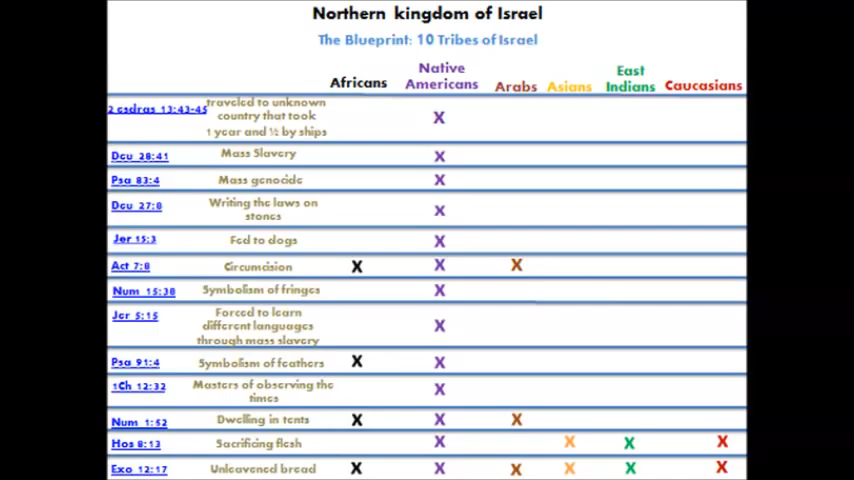 Northern kingdom of Israel
The Blueprint: 10 Tribes of Israel
Africans Native Americans Arabs Asians East Indians Caucasians
2 esdras 13:43-45 traveled to unknown
country that took X
1 year and ½ by ships
Deu 28:41 Mass Slavery X
Psa 83:4 Mass genocide X
Deu 27:8 Writing the laws on
stones X
Jer 15:3 Fed to dogs X
Act 7:8 Circumcision X X X
Num 15:38 Symbolism of fringes X
Jer 5:15 Forced to learn
different languages X
through mass slavery
Psa 91:4 Symbolism of feathers X X
1Ch 12:32 Masters of observing the
times X
Num 1:52 Dwelling in tents X X X
Hos 8:13 Sacrificing flesh X X X X
Exo 12:17 Unleavened bread X X X X X X